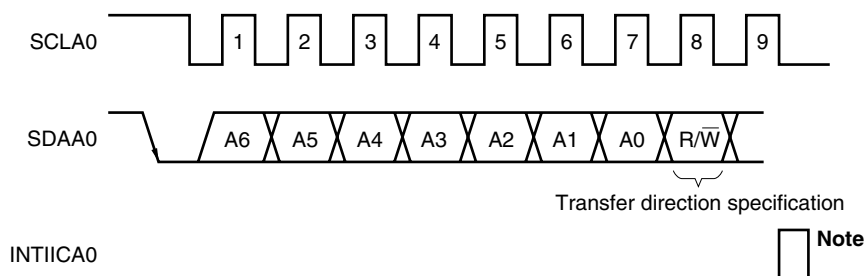 SCLA0 1 2 3 4 5 6 7 8 9
SDAA0 A6 A5 A4 A3 A2 A1 A0 R/W̅
Transfer direction specification
INTIICA0 Note